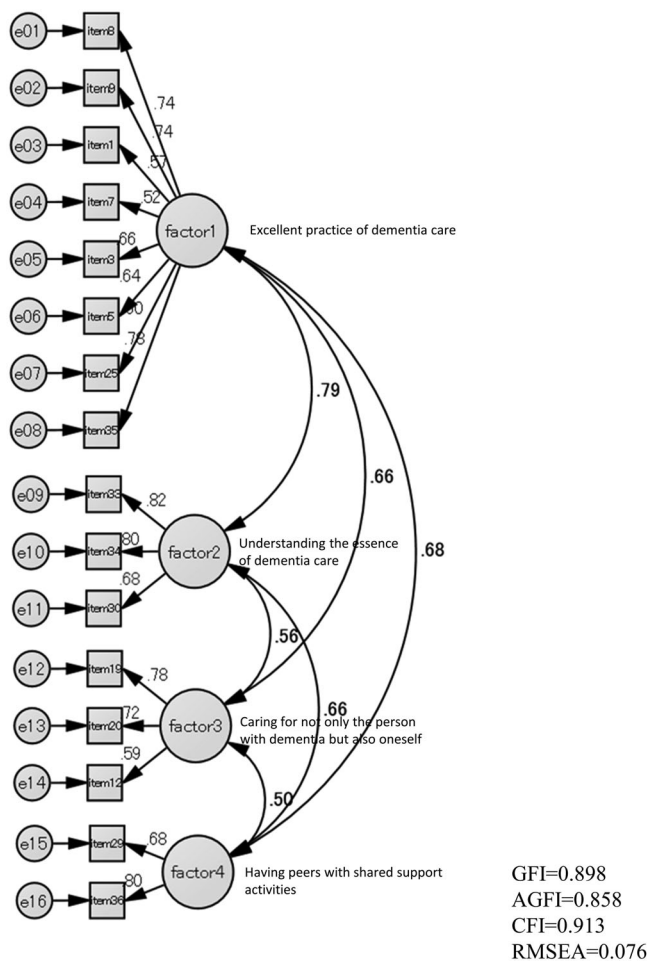 e01 item8
.74
e02 item9
.74
e03 item1
.57
e04 item7
.52
factor1 Excellent practice of dementia care
e05 item3
.66
e06 item5
.64
e07 item25
.78
e08 item35
.79
.66
.68
e09 item33
.82
e10 item34
.80
factor2 Understanding the essence
of dementia care
e11 item30
.68
.56
e12 item19
.78
e13 item20
.72
.66
factor3 Caring for not only the person
with dementia but also oneself
e14 item12
.59
.50
e15 item29
.68
factor4 Having peers with shared support
activities
e16 item36
.80
GFI=0.898
AGFI=0.858
CFI=0.913
RMSEA=0.076